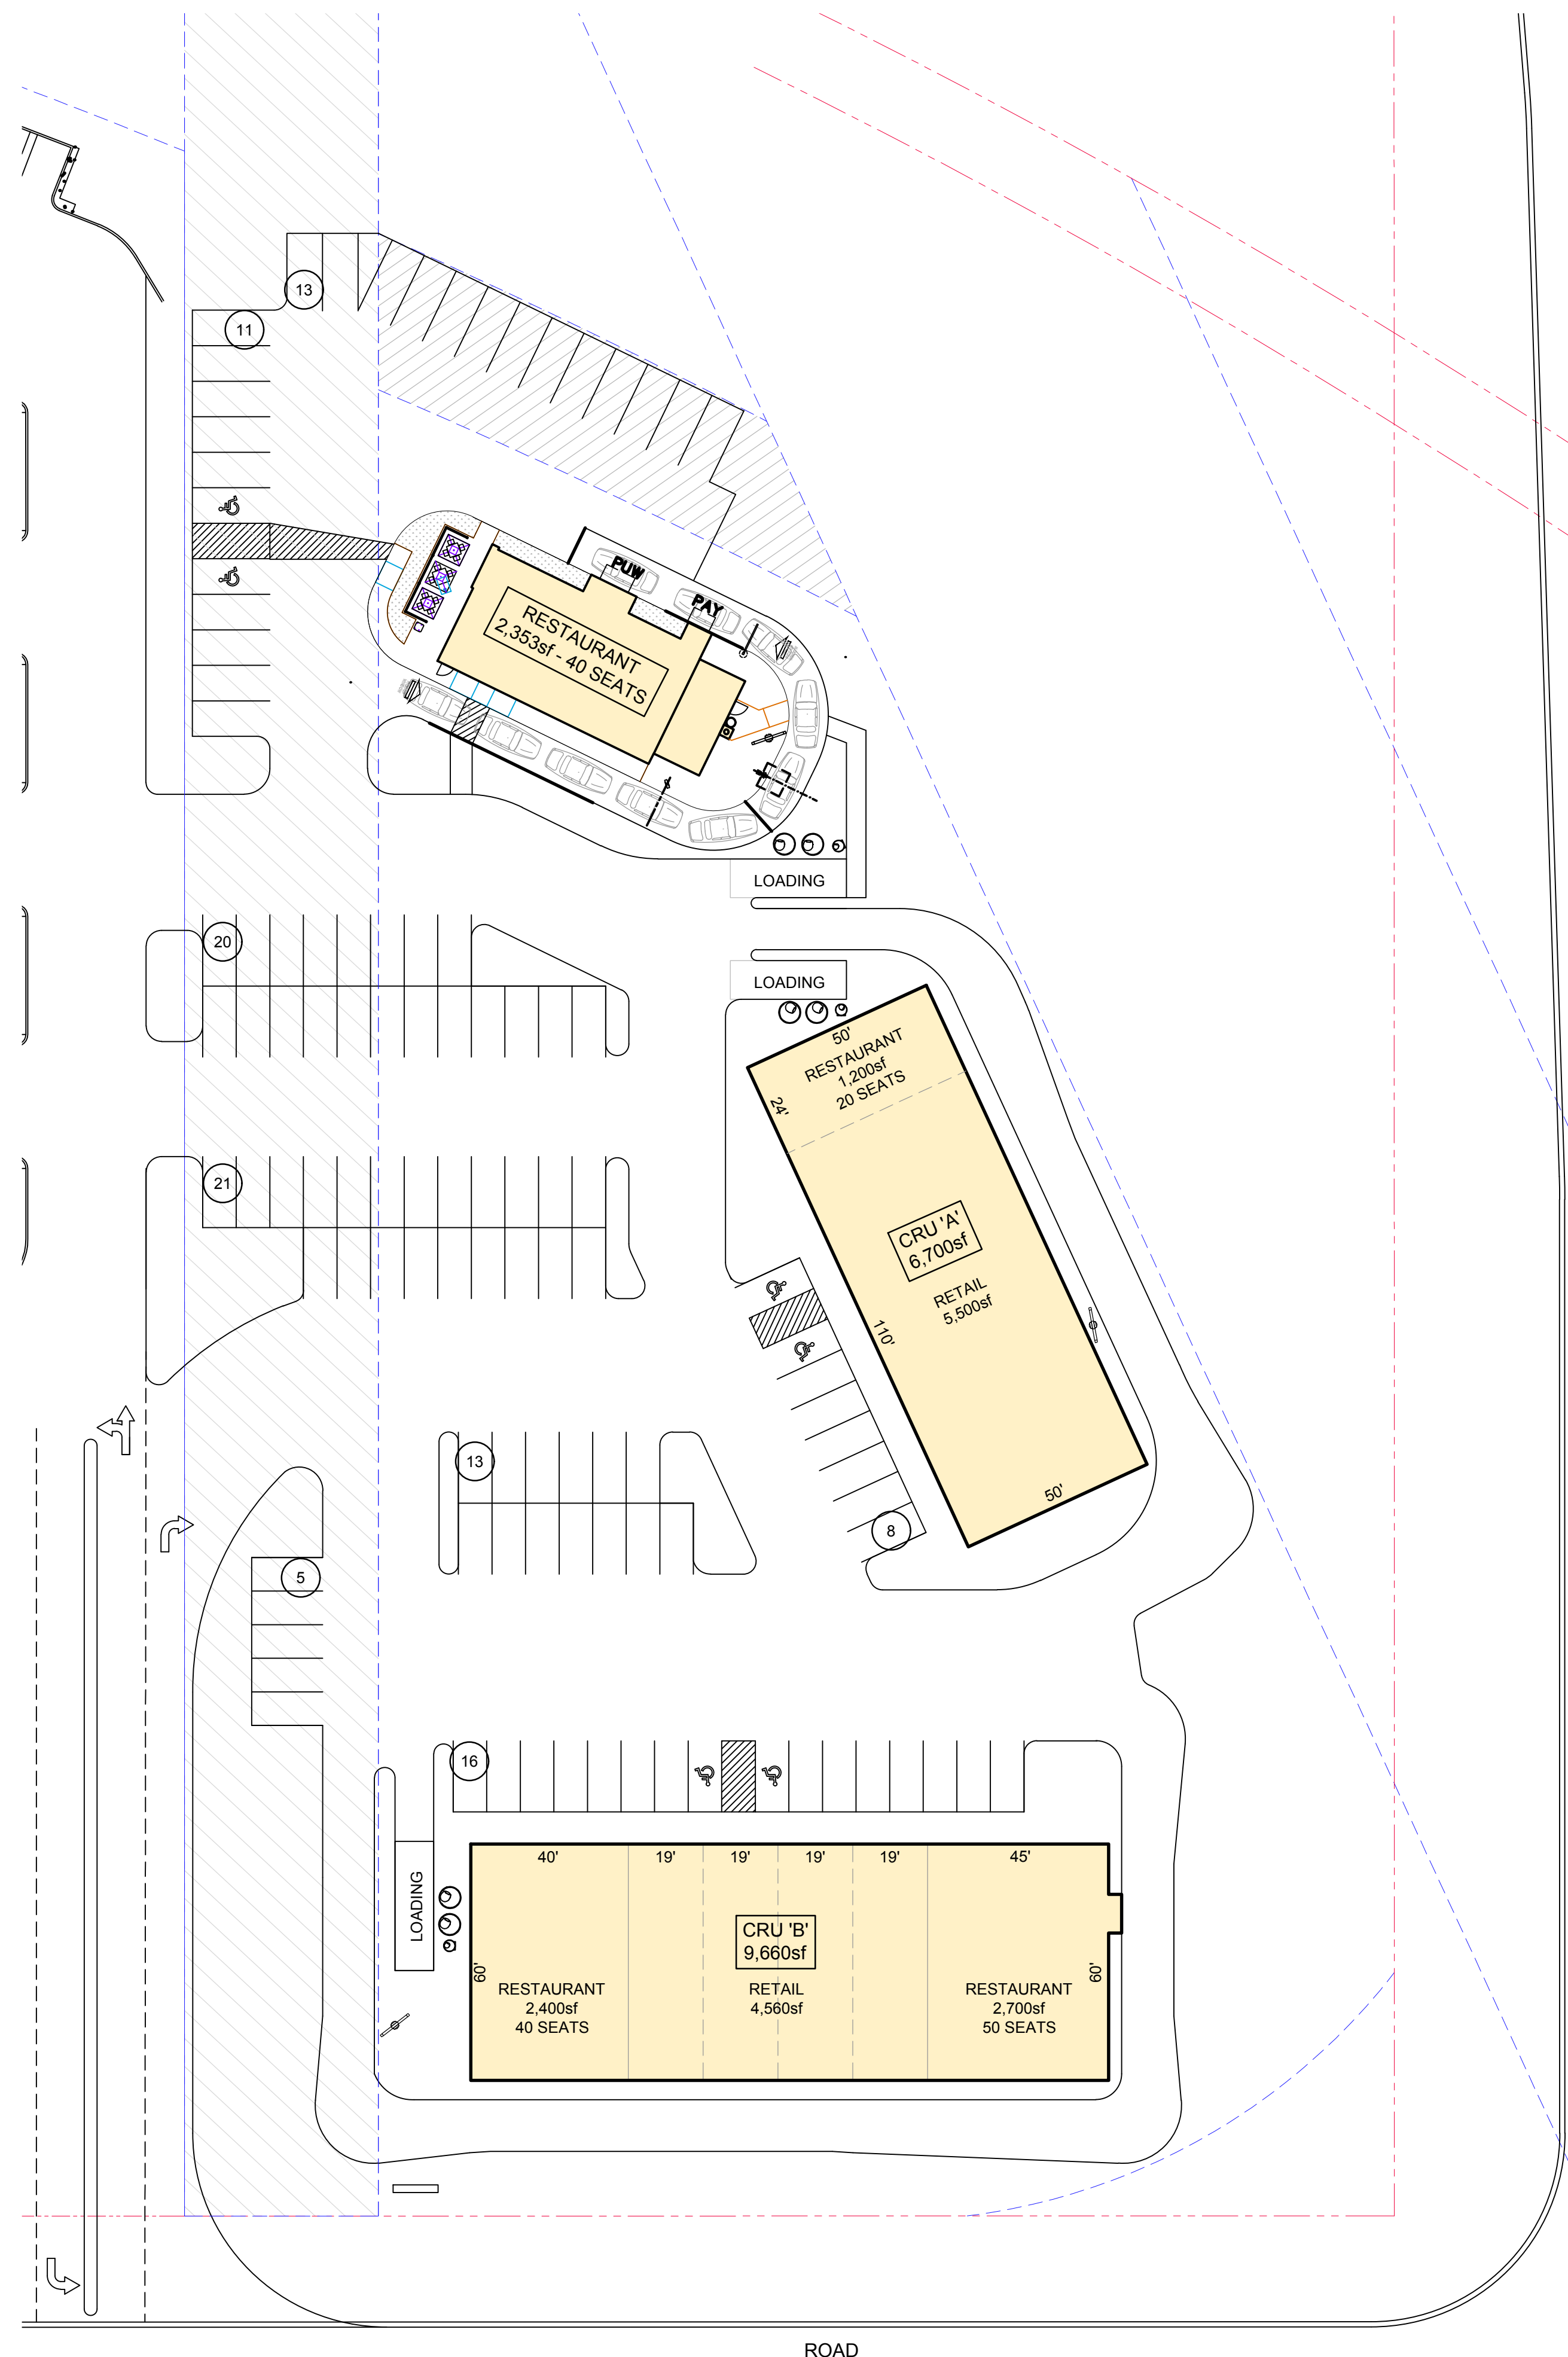 13
11
PUW
PAY
RESTAURANT
2,353sf - 40 SEATS
LOADING
20
LOADING
50'
RESTAURANT
1,200sf
20 SEATS
24'
21
CRU 'A'
6,700sf
RETAIL
5,500sf
110'
50'
13
8
5
16
LOADING
40'
19'
19'
19'
19'
45'
CRU 'B'
9,660sf
60'
60'
RESTAURANT
2,400sf
40 SEATS
RETAIL
4,560sf
RESTAURANT
2,700sf
50 SEATS
ROAD